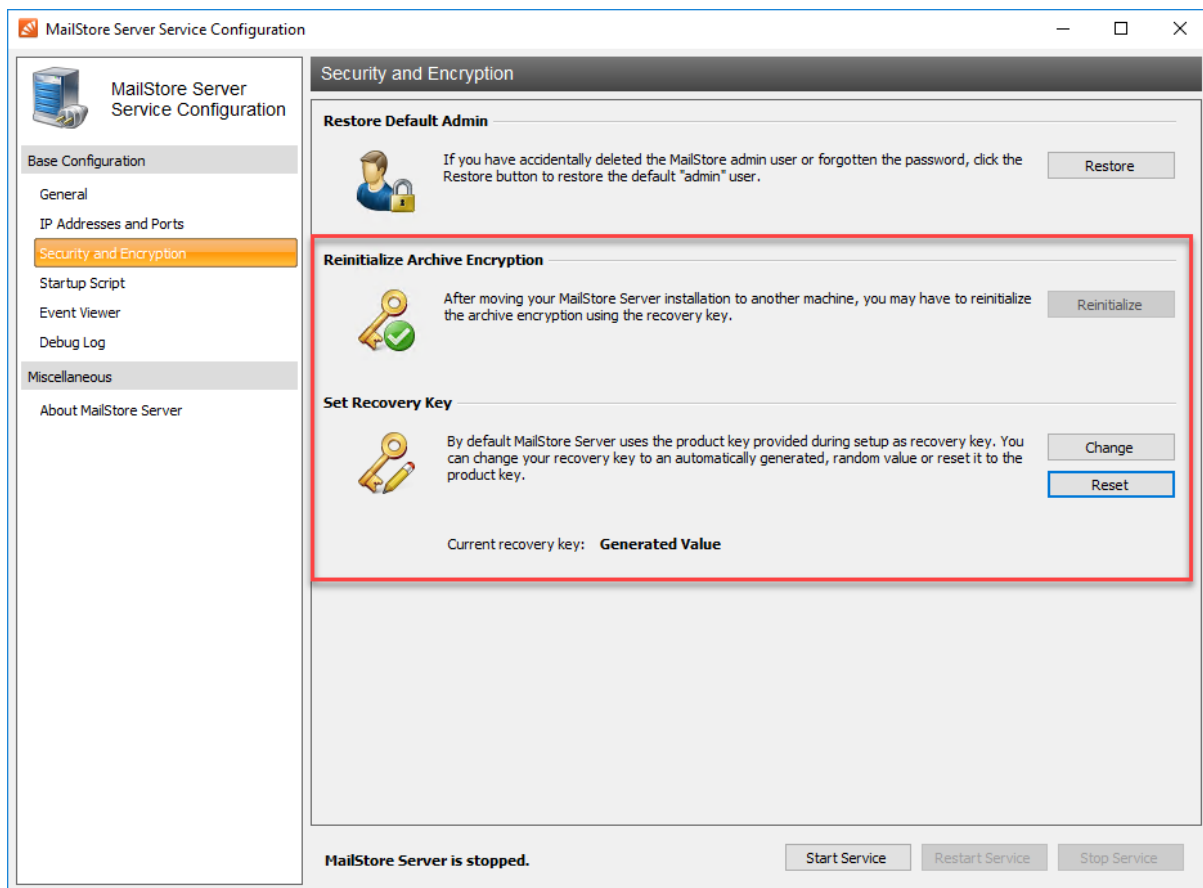 MailStore Server Service Configuration
MailStore Server
Service Configuration
Base Configuration
General
IP Addresses and Ports
Security and Encryption
Startup Script
Event Viewer
Debug Log
Miscellaneous
About MailStore Server
Security and Encryption
Restore Default Admin
If you have accidentally deleted the MailStore admin user or forgotten the password, click the
Restore button to restore the default "admin" user.
Restore
Reinitialize Archive Encryption
After moving your MailStore Server installation to another machine, you may have to reinitialize
the archive encryption using the recovery key.
Reinitialize
Set Recovery Key
By default MailStore Server uses the product key provided during setup as recovery key. You
can change your recovery key to an automatically generated, random value or reset it to the
product key.
Change
Reset
Current recovery key: Generated Value
MailStore Server is stopped.
Start Service
Restart Service
Stop Service